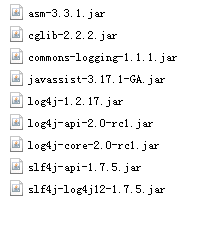 asm-3.3.1.jar
cglib-2.2.2.jar
commons-logging-1.1.1.jar
javassist-3.17.1-GA.jar
log4j-1.2.17.jar
log4j-api-2.0-rc1.jar
log4j-core-2.0-rc1.jar
slf4j-api-1.7.5.jar
slf4j-log4j12-1.7.5.jar